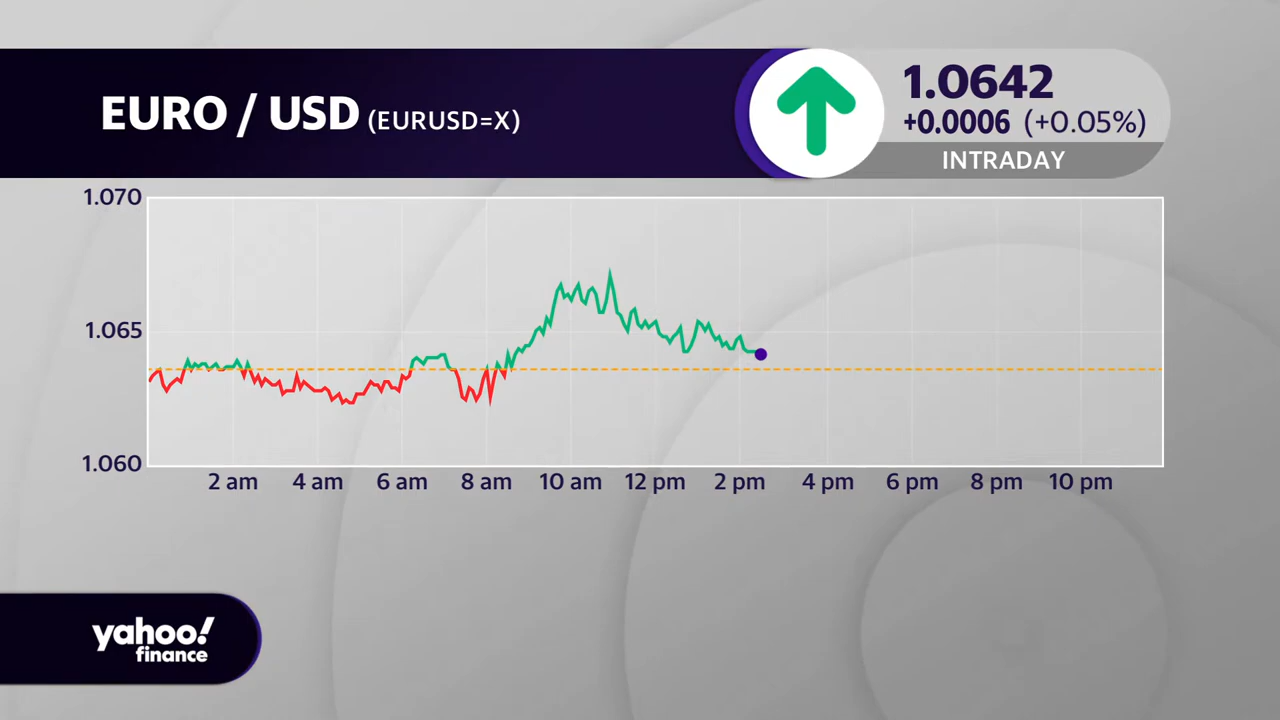 EURO / USD (EURUSD=X)
1.0642
+0.0006 (+0.05%)
INTRADAY
1.070
1.065
1.060
2 am 4 am 6 am 8 am 10 am 12 pm 2 pm 4 pm 6 pm 8 pm 10 pm
yahoo!
finance